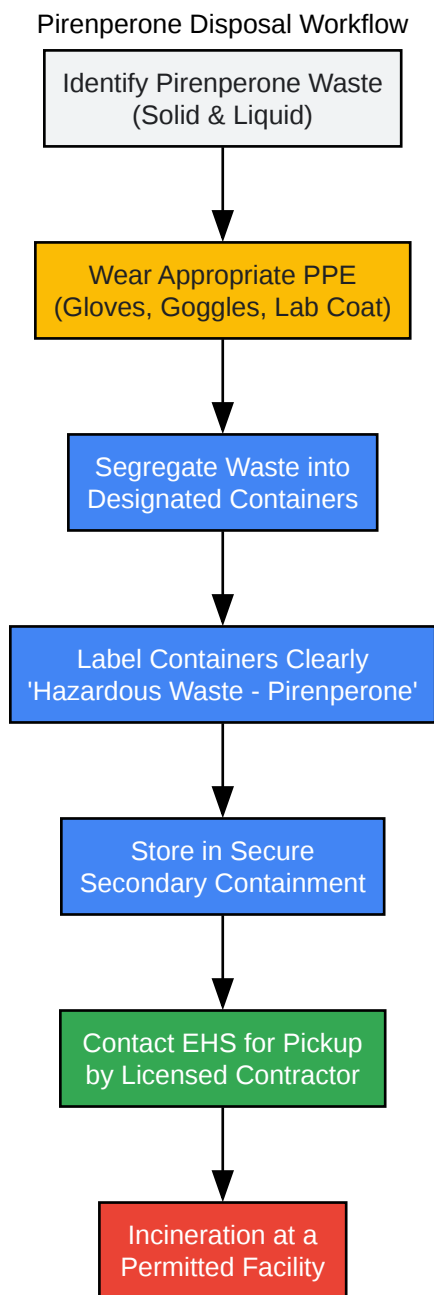 Pirenperone Disposal Workflow
Identify Pirenperone Waste
(Solid & Liquid)
Wear Appropriate PPE
(Gloves, Goggles, Lab Coat)
Segregate Waste into
Designated Containers
Label Containers Clearly
'Hazardous Waste - Pirenperone'
Store in Secure
Secondary Containment
Contact EHS for Pickup
by Licensed Contractor
Incineration at a
Permitted Facility